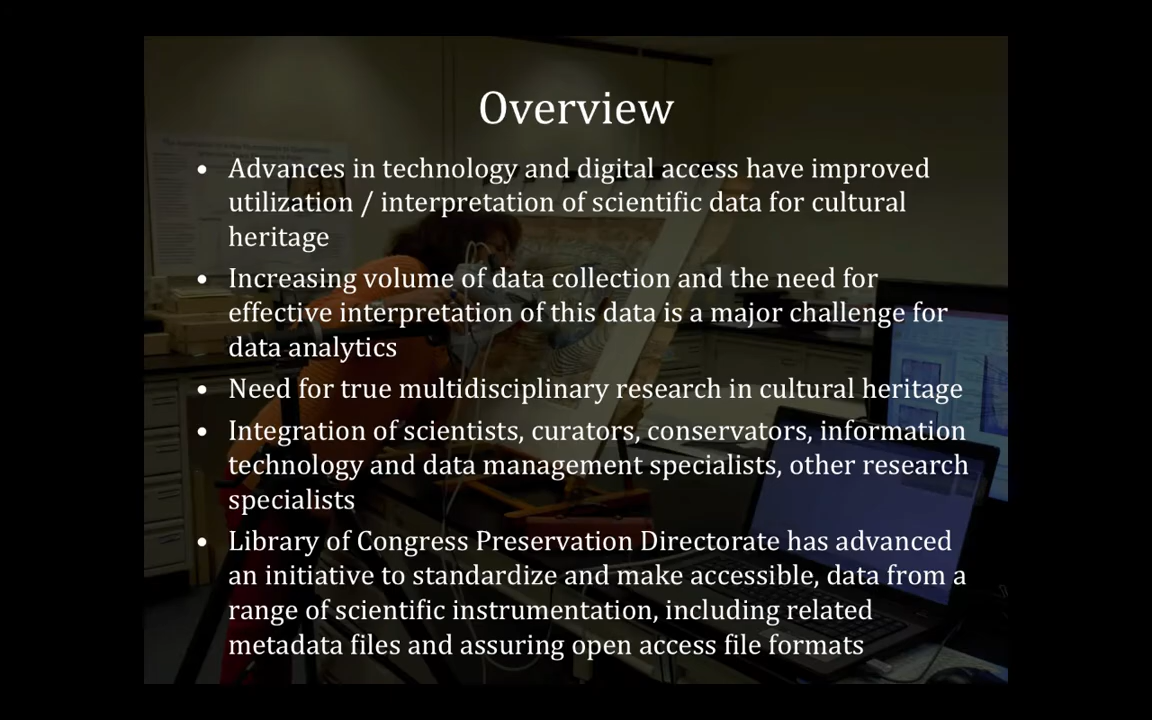 Overview
• Advances in technology and digital access have improved
utilization / interpretation of scientific data for cultural
heritage
• Increasing volume of data collection and the need for
effective interpretation of this data is a major challenge for
data analytics
• Need for true multidisciplinary research in cultural heritage
• Integration of scientists, curators, conservators, information
technology and data management specialists, other research
specialists
• Library of Congress Preservation Directorate has advanced
an initiative to standardize and make accessible, data from a
range of scientific instrumentation, including related
metadata files and assuring open access file formats